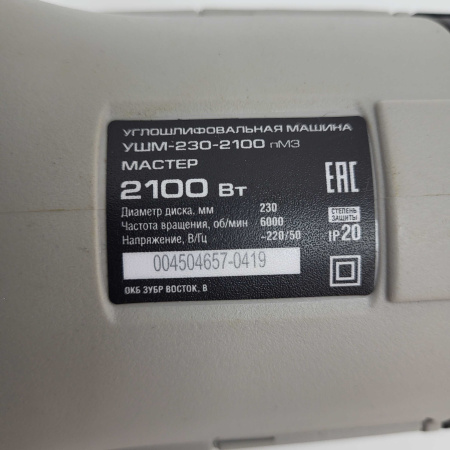 УГЛОШЛИФОВАЛЬНАЯ МАШИНА
УШМ-230-2100 пМ3
МАСТЕР
2100 Вт
EAC
Диаметр диска, мм 230
Частота вращения, об/мин 6000
Напряжение, В/Гц ~220/50
СТЕПЕНЬ
ЗАЩИТЫ
IP20
004504657-0419
ОКБ ЗУБР ВОСТОК, В